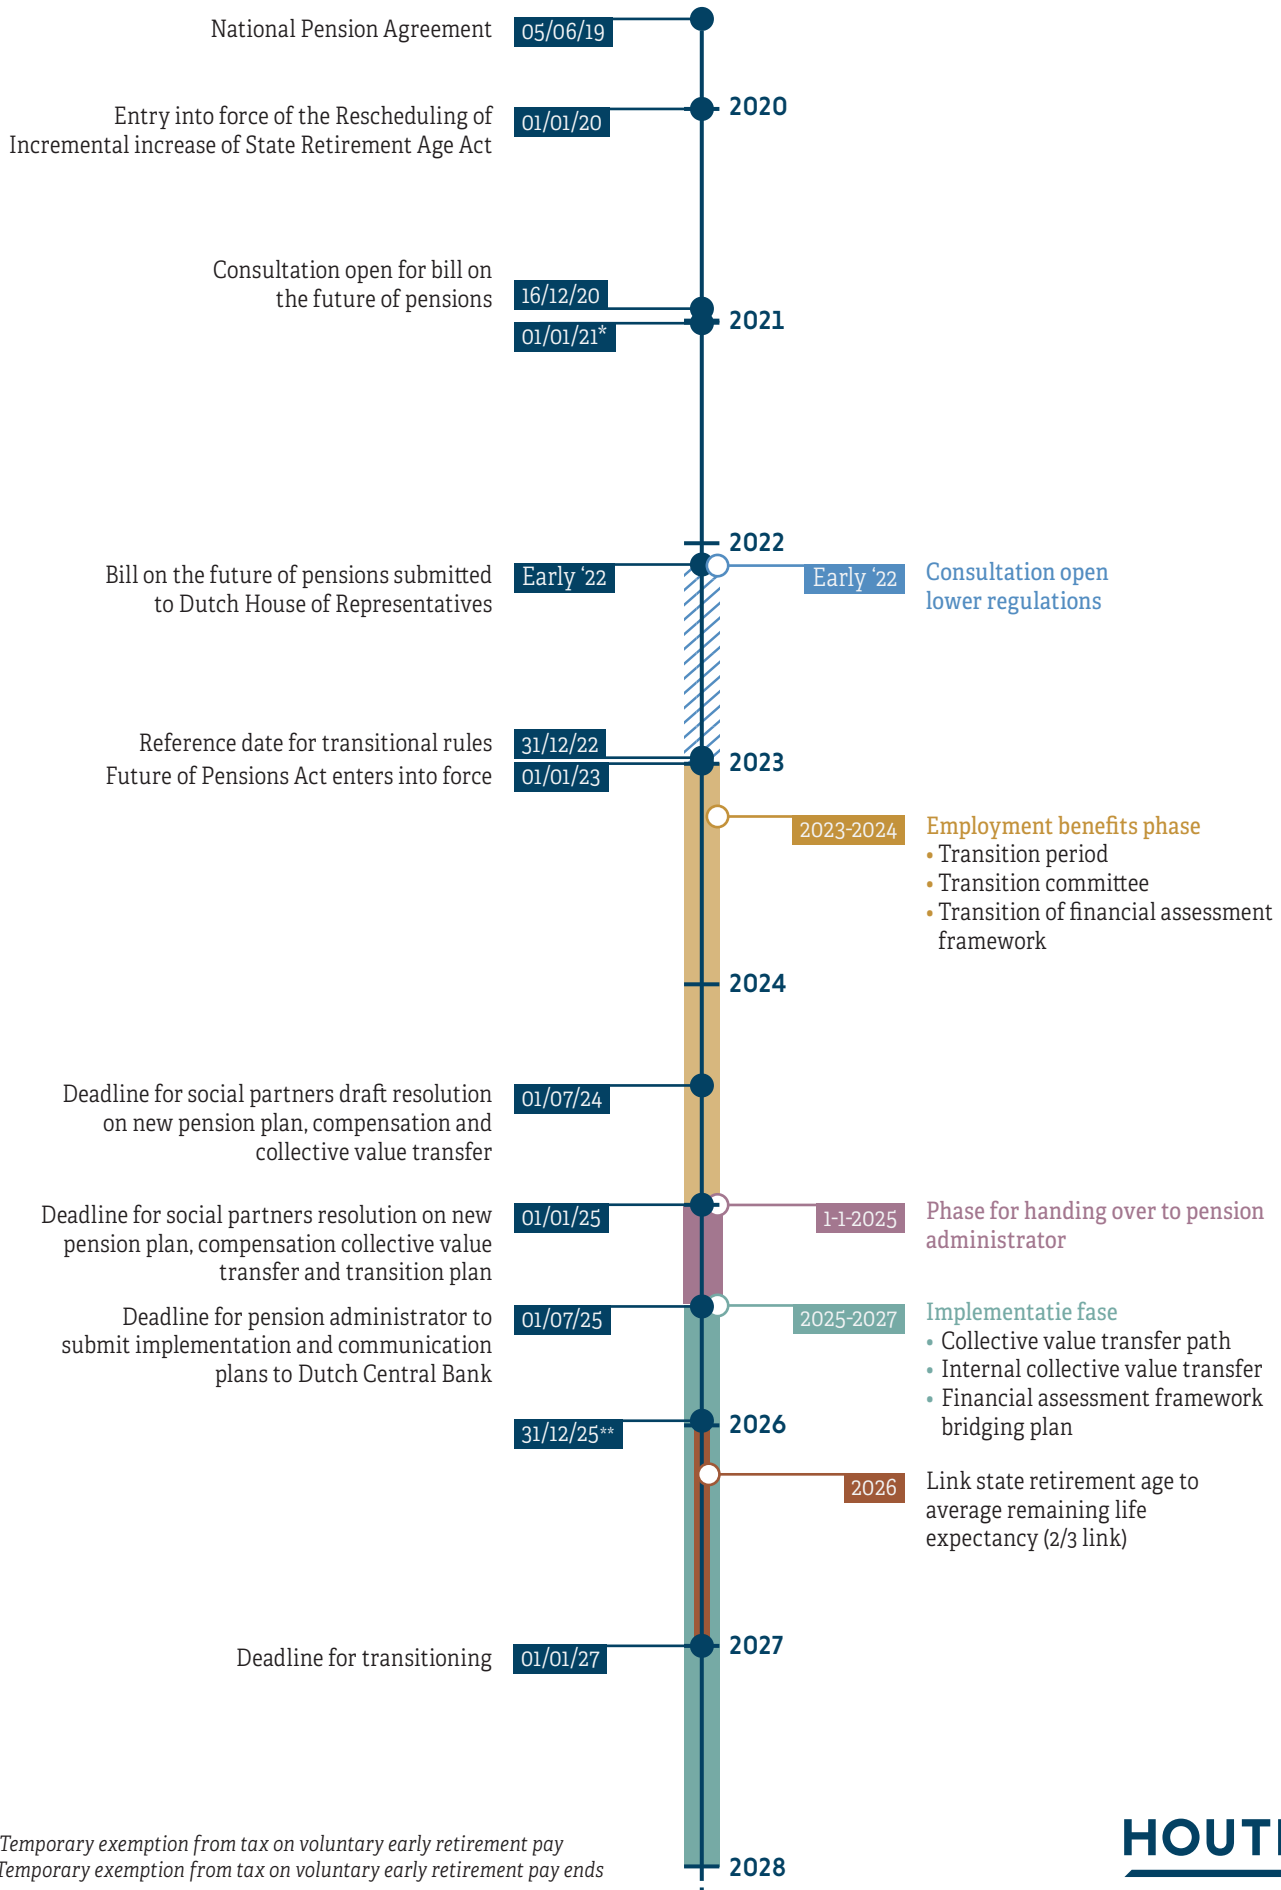 National Pension Agreement
05/06/19
2020
Entry into force of the Rescheduling of
Incremental increase of State Retirement Age Act
01/01/20
Consultation open for bill on
the future of pensions
16/12/20
2021
01/01/21*
2022
Bill on the future of pensions submitted
to Dutch House of Representatives
Early ‘22
Early ‘22
Consultation open
lower regulations
Reference date for transitional rules
31/12/22
2023
Future of Pensions Act enters into force
01/01/23
2023-2024
Employment benefits phase
• Transition period
• Transition committee
• Transition of financial assessment
framework
2024
Deadline for social partners draft resolution
on new pension plan, compensation and
collective value transfer
01/07/24
Deadline for social partners resolution on new
pension plan, compensation collective value
transfer and transition plan
01/01/25
1-1-2025
Phase for handing over to pension
administrator
Deadline for pension administrator to
submit implementation and communication
plans to Dutch Central Bank
01/07/25
2025-2027
Implementatie fase
• Collective value transfer path
• Internal collective value transfer
• Financial assessment framework
bridging plan
31/12/25**
2026
2026
Link state retirement age to
average remaining life
expectancy (2/3 link)
Deadline for transitioning
01/01/27
2027
Temporary exemption from tax on voluntary early retirement pay
Temporary exemption from tax on voluntary early retirement pay ends
2028